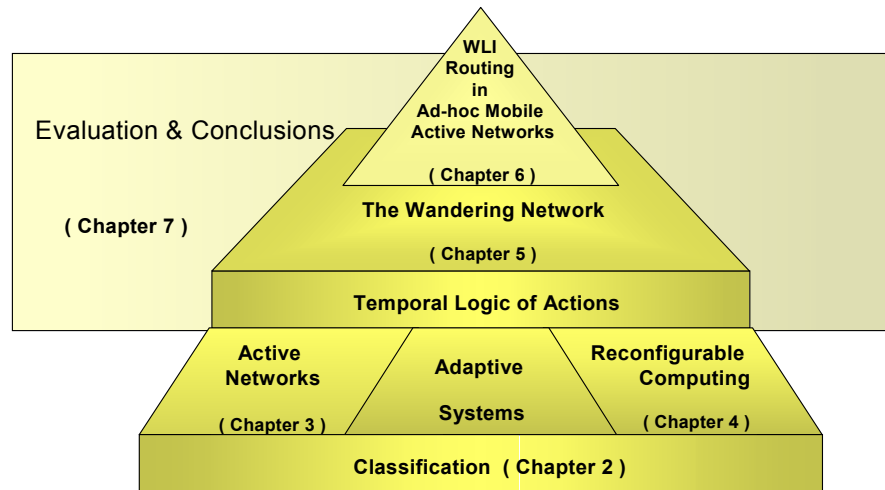 WLI
Routing
in
Ad-hoc Mobile
Active Networks
( Chapter 6 )
Evaluation & Conclusions
( Chapter 7 )
The Wandering Network
( Chapter 5 )
Temporal Logic of Actions
Active
Networks
( Chapter 3 )
Adaptive
Systems
Reconfigurable
Computing
( Chapter 4 )
Classification ( Chapter 2 )